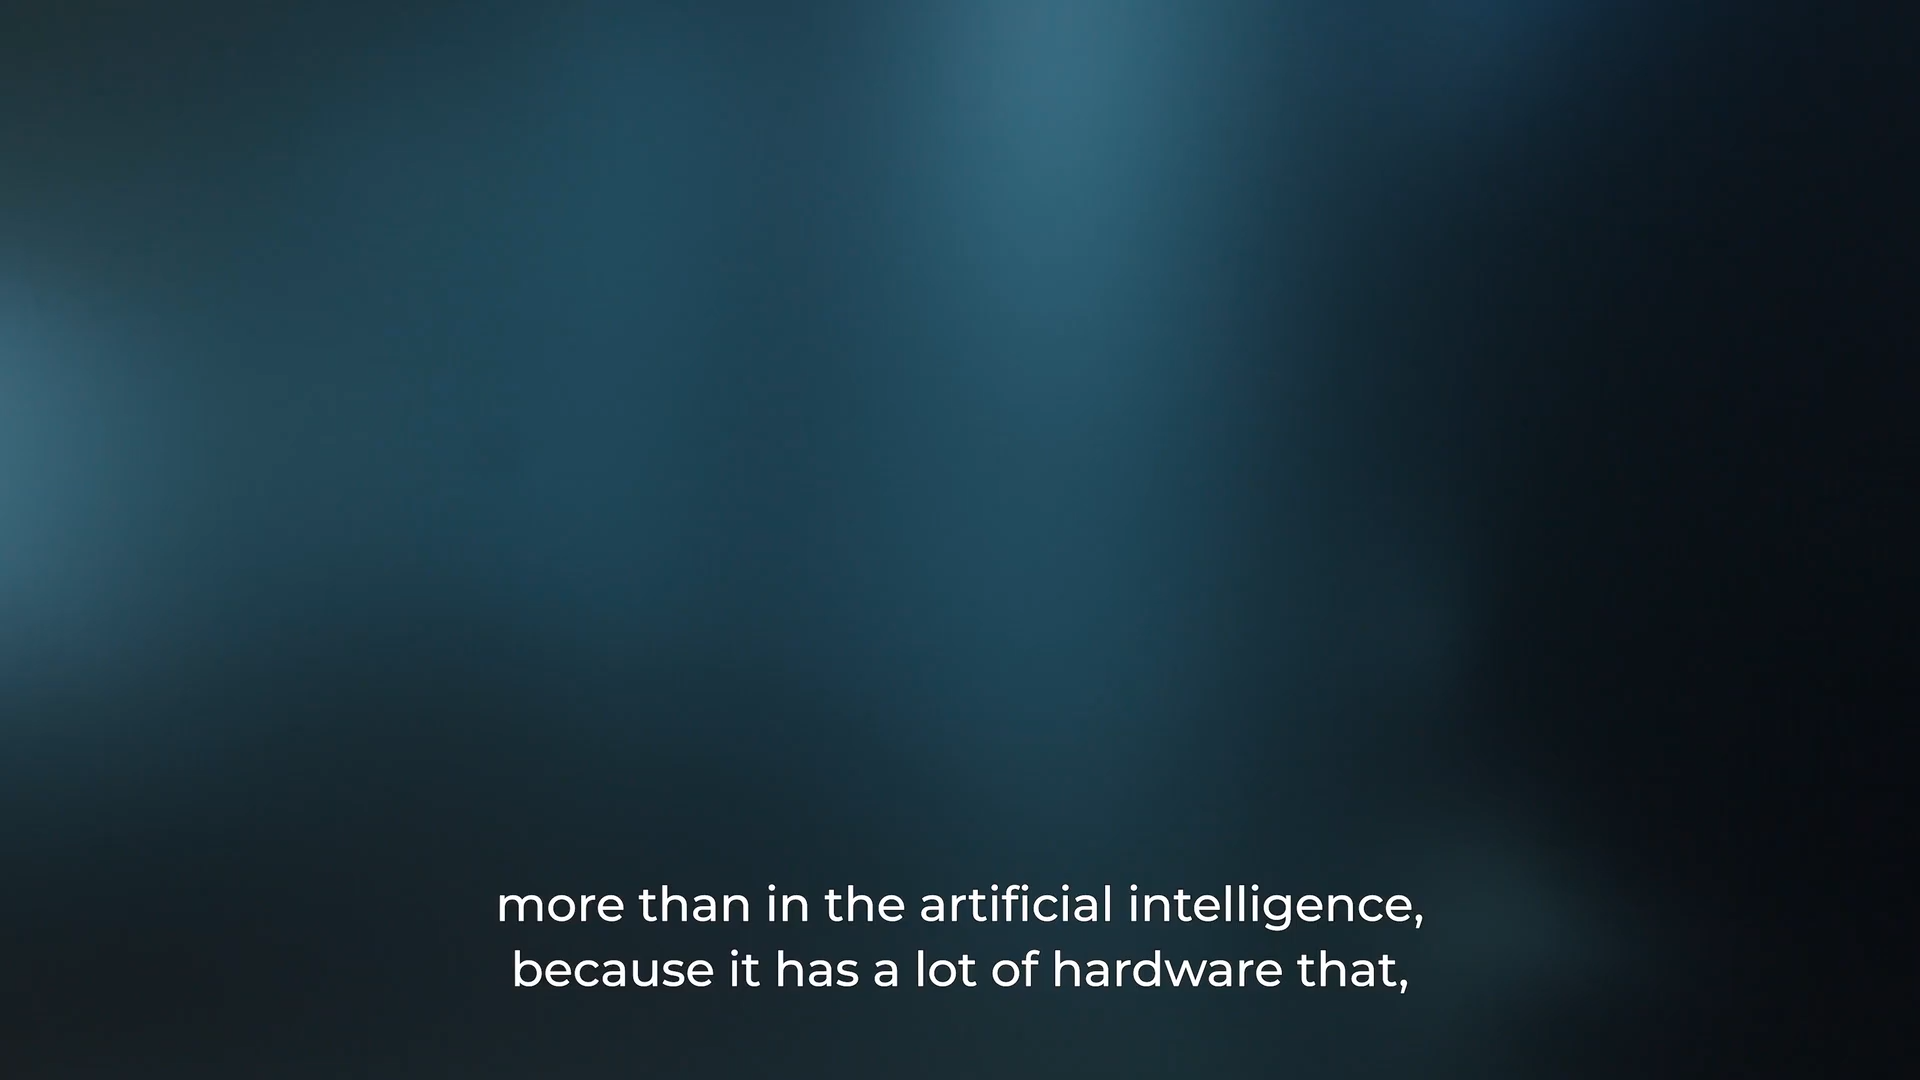 more than in the artificial intelligence,
because it has a lot of hardware that,